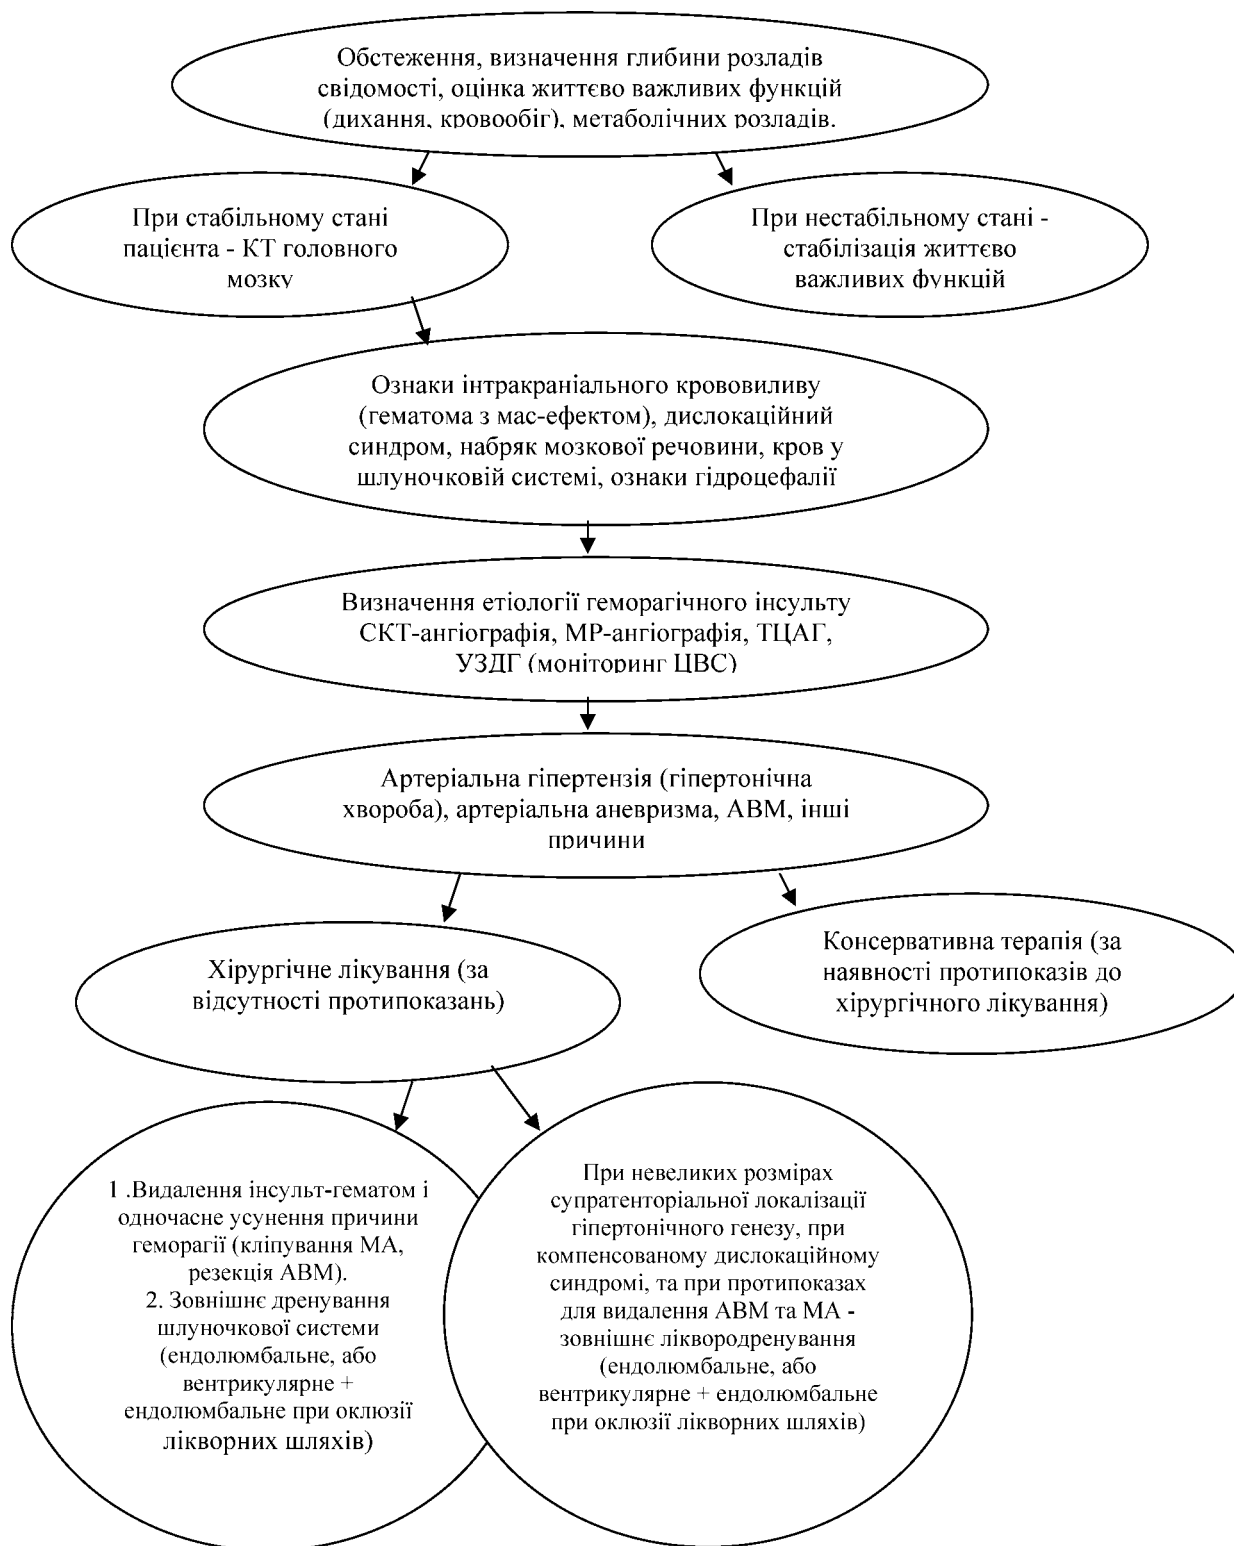 Обстеження, визначення глибини розладів
свідомості, оцінка життєво важливих функцій
(дихання, кровообіг), метаболічних розладів.
При стабільному стані
пацієнта - КТ головного
мозку
При нестабільному стані -
стабілізація життєво
важливих функцій
Ознаки інтракраніального крововиливу
(гематома з мас-ефектом), дислокаційний
синдром, набряк мозкової речовини, кров у
шлуночковій системі, ознаки гідроцефалії
Визначення етіології геморагічного інсульту
СКТ-ангіографія, МР-ангіографія, ТЦАГ,
УЗДГ (моніторинг ЦВС)
Артеріальна гіпертензія (гіпертонічна
хвороба), артеріальна аневризма, АВМ, інші
причини
Хірургічне лікування (за
відсутності протипоказань)
Консервативна терапія (за
наявності протипоказів до
хірургічного лікування)
1 .Видалення інсульт-гематом і
одночасне усунення причини
геморагії (кліпування МА,
резекція АВМ).
2. Зовнішнє дренування
шлуночкової системи
(ендолюмбальне, або
вентрикулярне +
ендолюмбальне при оклюзії
лікворних шляхів)
При невеликих розмірах
супратенторіальної локалізації
гіпертонічного генезу, при
компенсованому дислокаційному
синдромі, та при протипоказах
для видалення АВМ та МА -
зовнішнє ліквородренування
(ендолюмбальне, або
вентрикулярне + ендолюмбальне
при оклюзії лікворних шляхів)